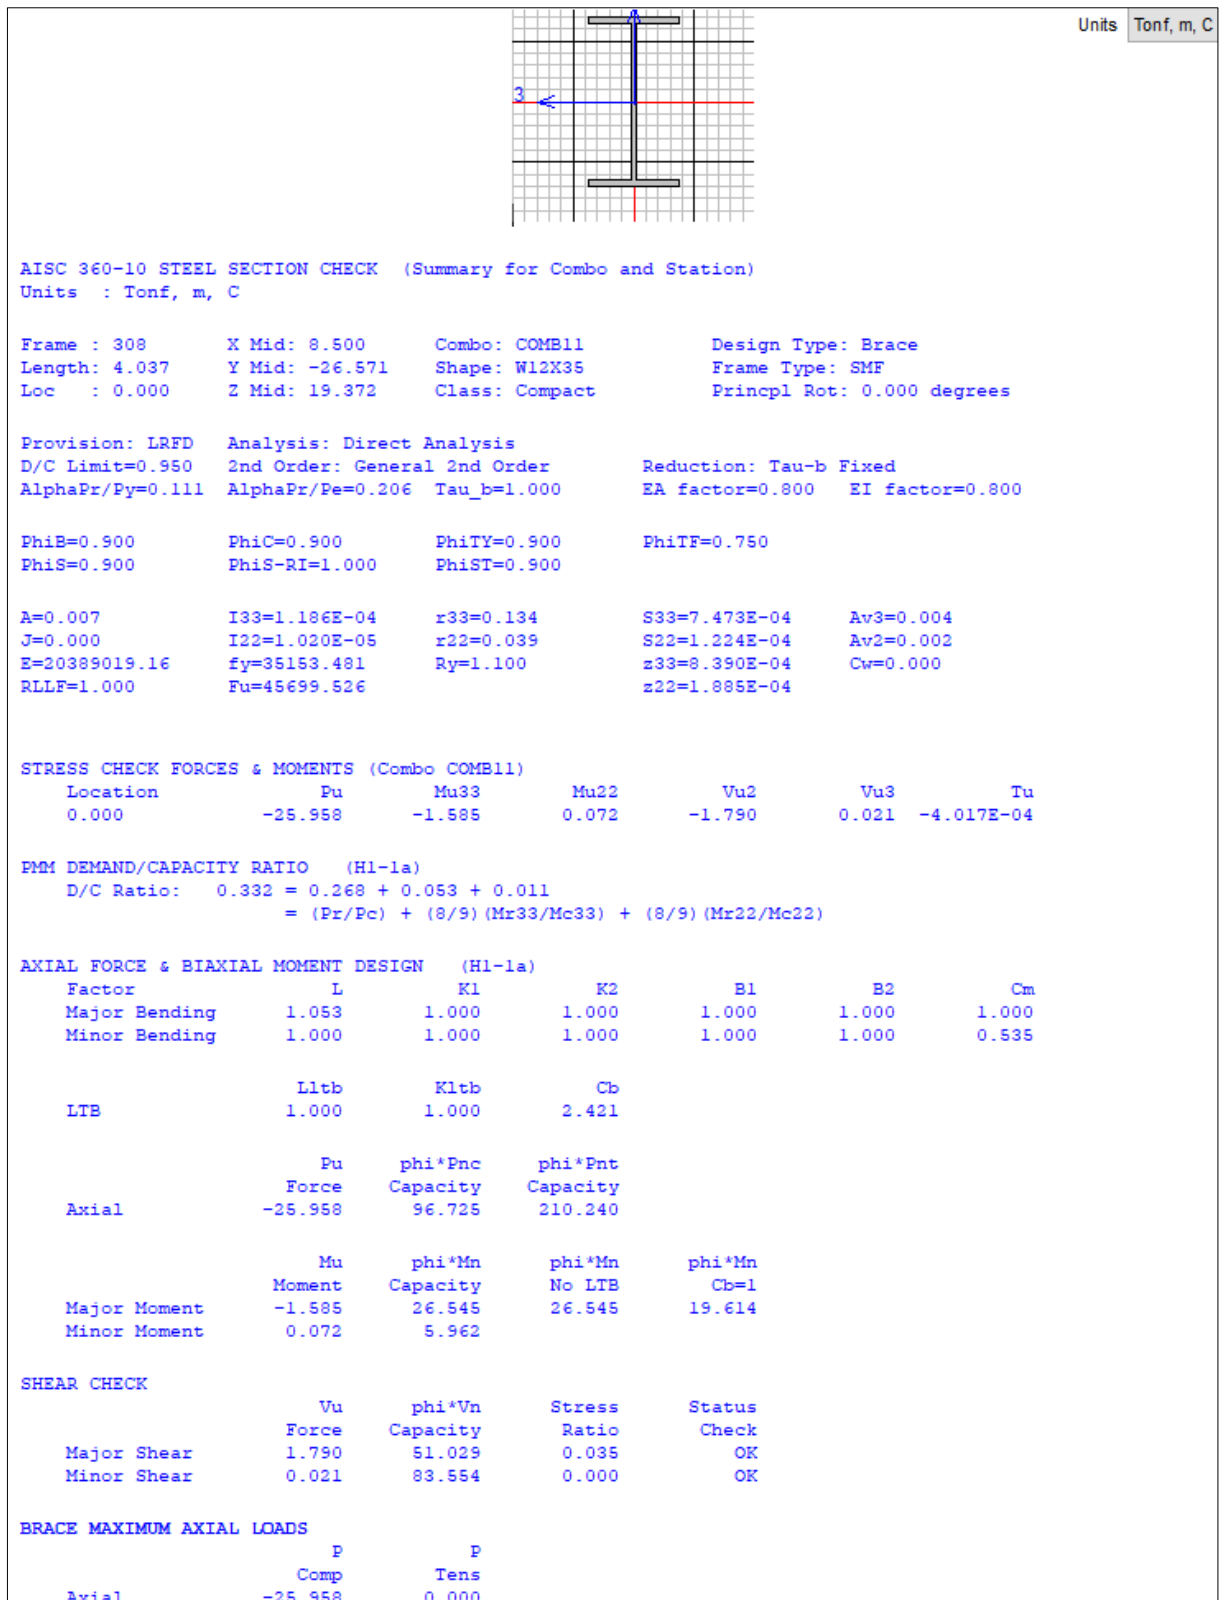 Units Tonf, m, C
3
AISC 360-10 STEEL SECTION CHECK (Summary for Combo and Station)
Units : Tonf, m, C
Frame : 308 X Mid: 8.500 Combo: COMB11 Design Type: Brace
Length: 4.037 Y Mid: -26.571 Shape: W12X35 Frame Type: SMF
Loc : 0.000 Z Mid: 19.372 Class: Compact Princpl Rot: 0.000 degrees
Provision: LRFD Analysis: Direct Analysis
D/C Limit=0.950 2nd Order: General 2nd Order Reduction: Tau-b Fixed
AlphaPr/Py=0.111 AlphaPr/Pe=0.206 Tau_b=1.000 EA factor=0.800 EI factor=0.800
PhiB=0.900 PhiC=0.900 PhiTY=0.900 PhiTF=0.750
PhiS=0.900 PhiS-RI=1.000 PhiST=0.900
A=0.007 I33=1.186E-04 r33=0.134 S33=7.473E-04 Av3=0.004
J=0.000 I22=1.020E-05 r22=0.039 S22=1.224E-04 Av2=0.002
E=20389019.16 fy=35153.481 Ry=1.100 z33=8.390E-04 Cw=0.000
RLLF=1.000 Fu=45699.526 z22=1.885E-04
STRESS CHECK FORCES & MOMENTS (Combo COMB11)
Location Pu Mu33 Mu22 Vu2 Vu3 Tu
0.000 -25.958 -1.585 0.072 -1.790 0.021 -4.017E-04
PMM DEMAND/CAPACITY RATIO (H1-1a)
D/C Ratio: 0.332 = 0.268 + 0.053 + 0.011
= (Pr/Pc) + (8/9)(Mr33/Mc33) + (8/9)(Mr22/Mc22)
AXIAL FORCE & BIAXIAL MOMENT DESIGN (H1-1a)
Factor L K1 K2 B1 B2 Cm
Major Bending 1.053 1.000 1.000 1.000 1.000 1.000
Minor Bending 1.000 1.000 1.000 1.000 1.000 0.535
Lltb Kltb Cb
LTB 1.000 1.000 2.421
Pu phi*Pnc phi*Pnt
Force Capacity Capacity
Axial -25.958 96.725 210.240
Mu phi*Mn phi*Mn phi*Mn
Moment Capacity No LTB Cb=1
Major Moment -1.585 26.545 26.545 19.614
Minor Moment 0.072 5.962
SHEAR CHECK
Vu phi*Vn Stress Status
Force Capacity Ratio Check
Major Shear 1.790 51.029 0.035 OK
Minor Shear 0.021 83.554 0.000 OK
BRACE MAXIMUM AXIAL LOADS
P P
Comp Tens
Axial -25.958 0.000